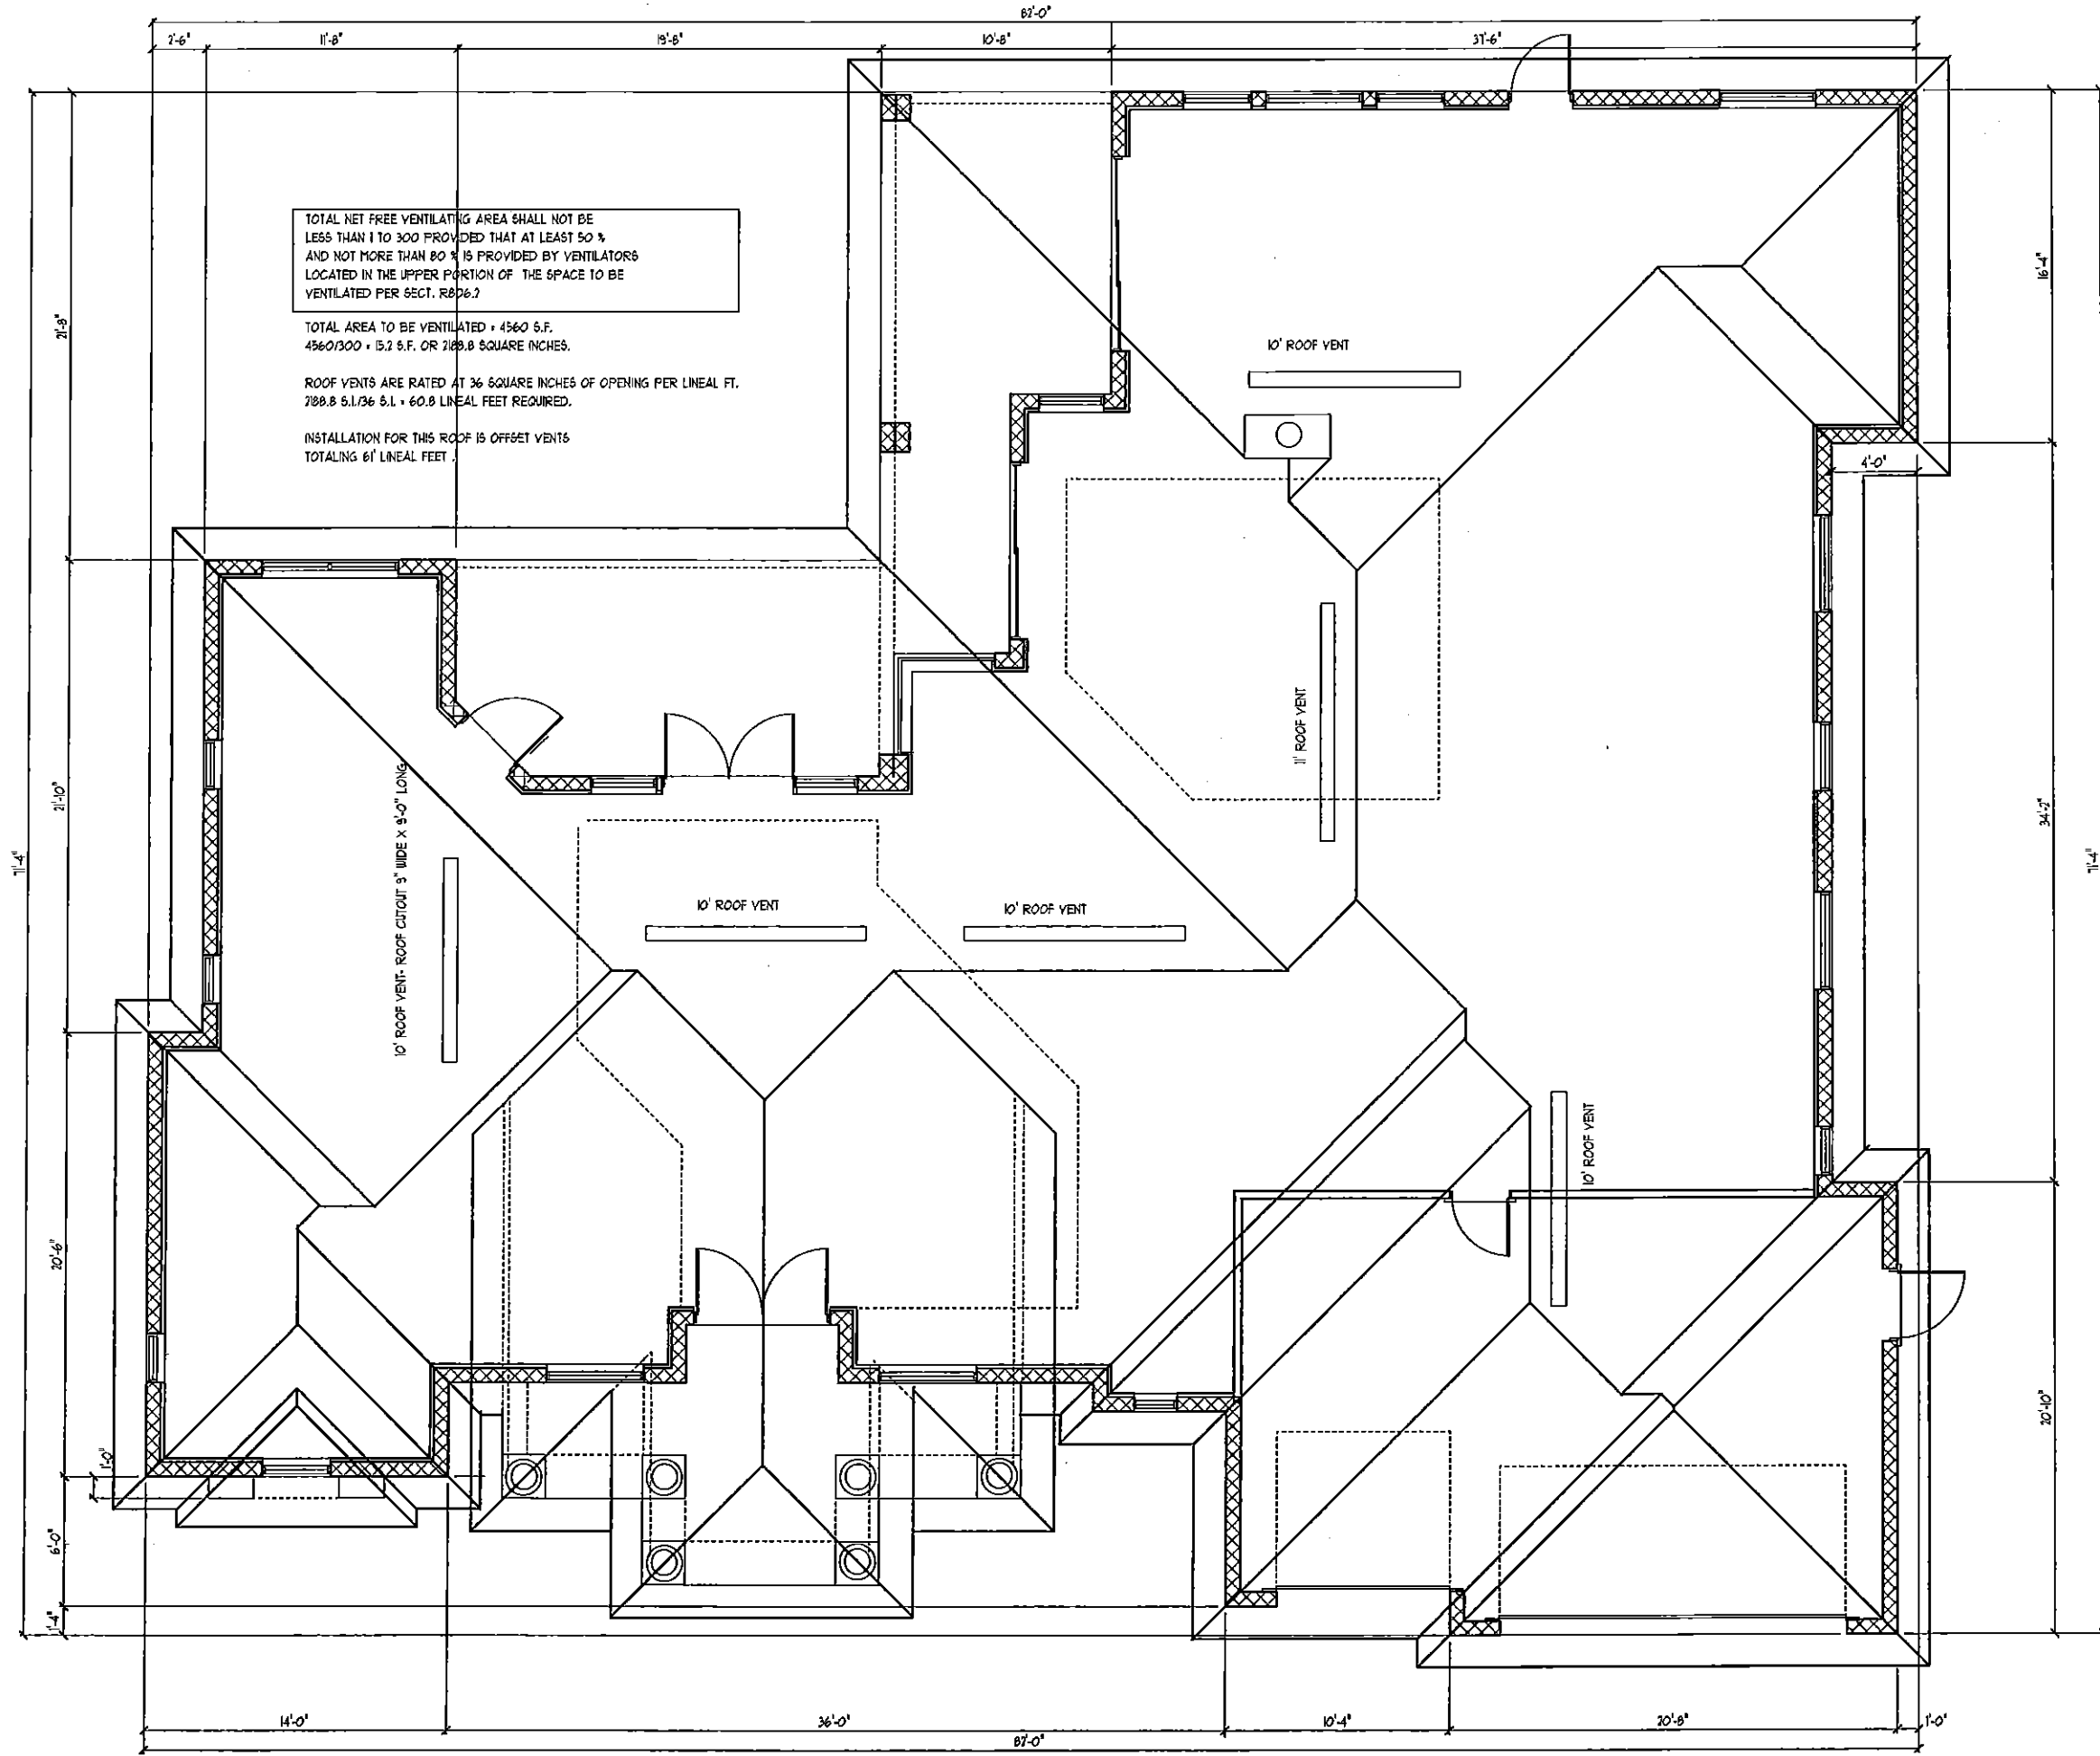 82'-0"
2'-6" 11'-8" 19'-8" 10'-8" 37'-6"
TOTAL NET FREE VENTILATING AREA SHALL NOT BE
LESS THAN 1 TO 300 PROVIDED THAT AT LEAST 50 %
AND NOT MORE THAN 80 % IS PROVIDED BY VENTILATORS
LOCATED IN THE UPPER PORTION OF THE SPACE TO BE
VENTILATED PER SECT. R806.2
TOTAL AREA TO BE VENTILATED = 4560 S.F.
4560/300 = 15.2 S.F. OR 2188.8 SQUARE INCHES.
ROOF VENTS ARE RATED AT 36 SQUARE INCHES OF OPENING PER LINEAL FT.
2188.8 S.I./36 S.I. = 60.8 LINEAL FEET REQUIRED.
INSTALLATION FOR THIS ROOF IS OFFSET VENTS
TOTALING 61' LINEAL FEET .
21'-8"
16'-4"
10' ROOF VENT
4'-0"
11' ROOF VENT
21'-10"
34'-2"
71'-4"
71'-4"
10' ROOF VENT- ROOF CUTOUT 9" WIDE X 9'-0" LONG
10' ROOF VENT
10' ROOF VENT
10' ROOF VENT
20'-6"
20'-10"
1'-0"
6'-0"
1'-4"
14'-0" 36'-0" 10'-4" 20'-8" 1'-0"
82'-0"